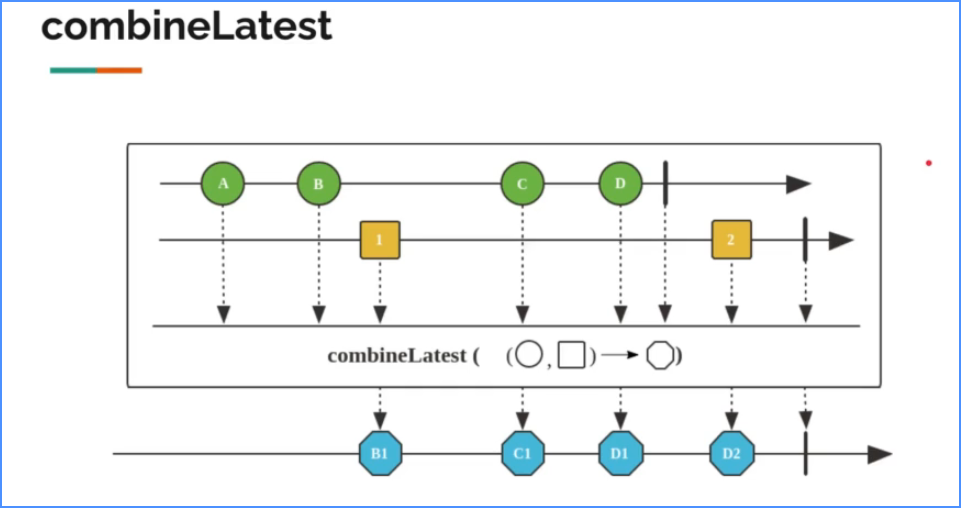 combineLatest
A B C D
1 2
combineLatest ( ( , ) )
B1 C1 D1 D2